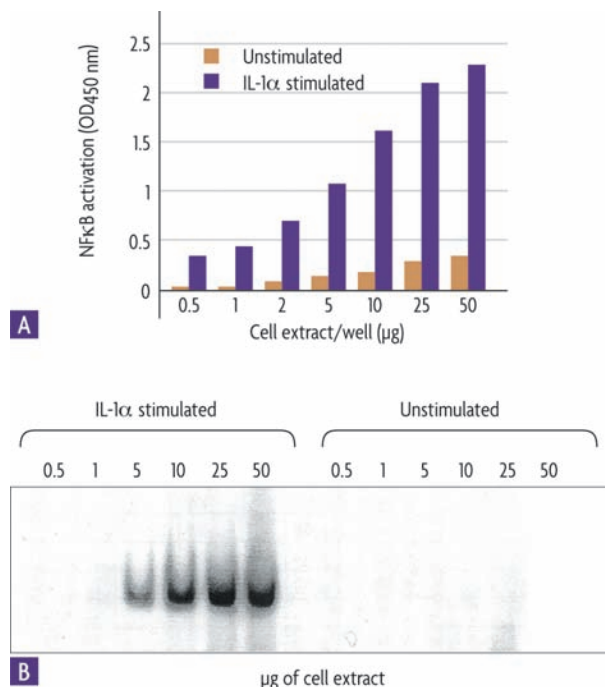 NFκB activation (OD450 nm)
2.5
2
1.5
1
0.5
0
Unstimulated
IL-1α stimulated
0.5 1 2 5 10 25 50
Cell extract/well (µg)
A
IL-1α stimulated Unstimulated
0.5 1 5 10 25 50 0.5 1 5 10 25 50
B
µg of cell extract